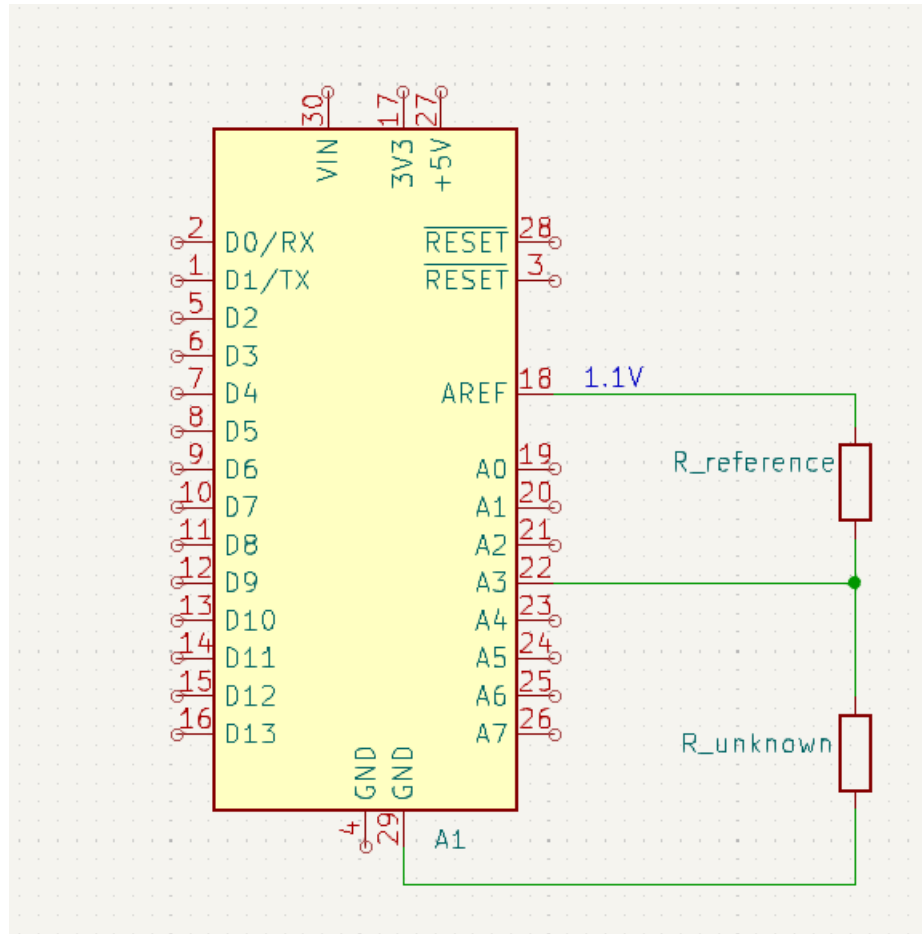 30 17 27
VIN 3V3 +5V
2 D0/RX RESET 28
1 D1/TX RESET 3
5 D2
6 D3
7 D4 AREF 18 1.1V
8 D5
9 D6 A0 19 R_reference
10 D7 A1 20
11 D8 A2 21
12 D9 A3 22
13 D10 A4 23
14 D11 A5 24
15 D12 A6 25
16 D13 A7 26 R_unknown
GND GND
4 29 A1